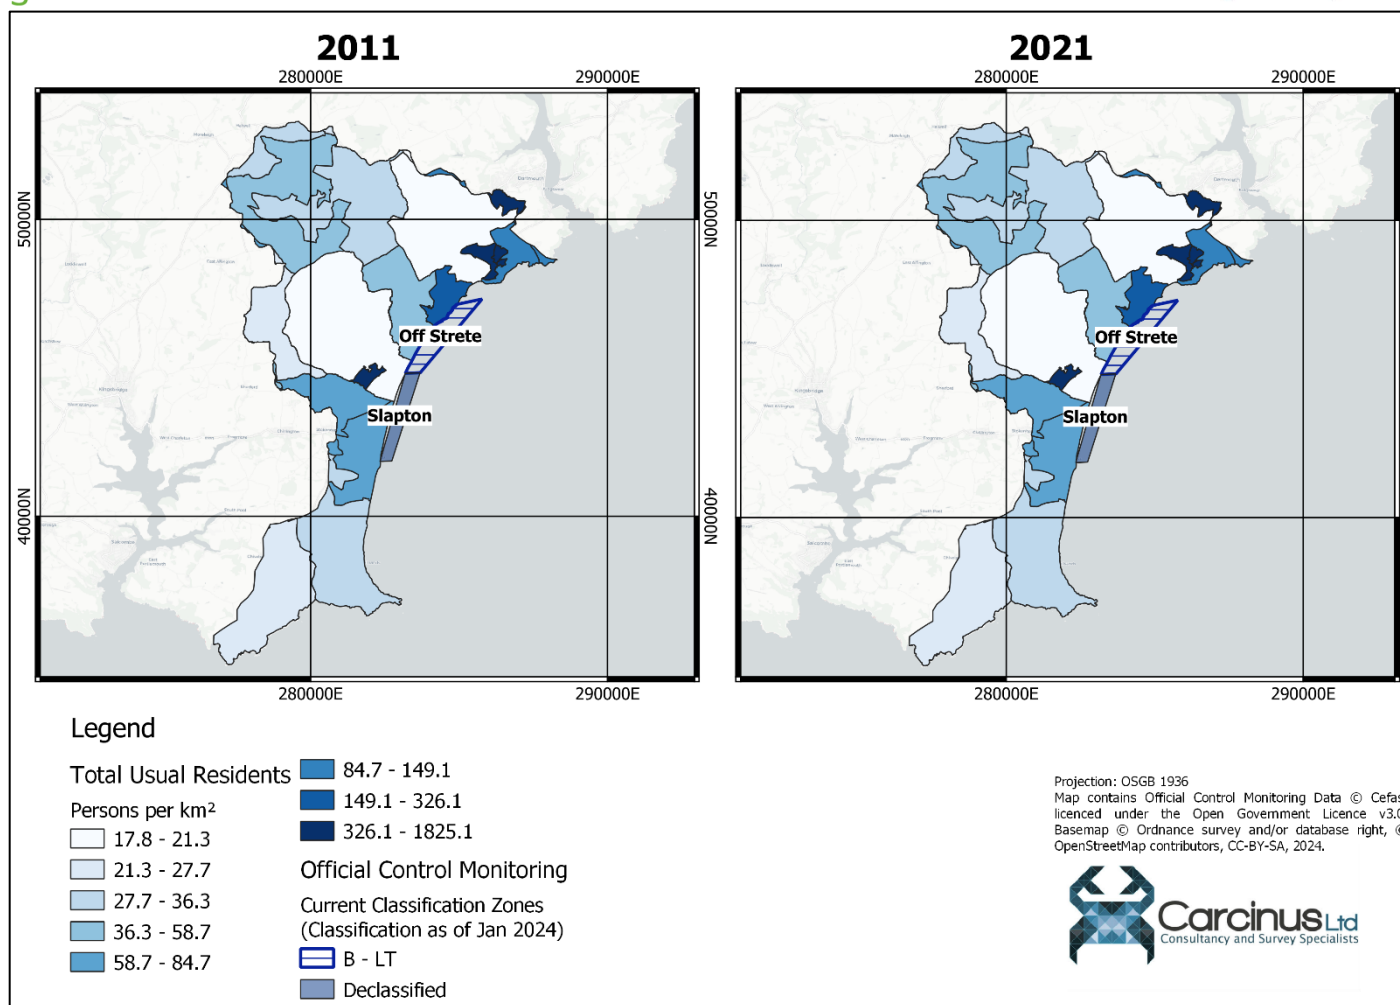 2011
2021
280000E
290000E
280000E
290000E
50000N
50000N
50000N
Off Strete
Off Strete
Slapton
Slapton
40000N
40000N
40000N
280000E
290000E
280000E
290000E
Legend
Total Usual Residents
Persons per km²
17.8 - 21.3
21.3 - 27.7
27.7 - 36.3
36.3 - 58.7
58.7 - 84.7
84.7 - 149.1
149.1 - 326.1
326.1 - 1825.1
Official Control Monitoring
Current Classification Zones
(Classification as of Jan 2024)
B - LT
Declassified
Projection: OSGB 1936
Map contains Official Control Monitoring Data © Cefas
licenced under the Open Government Licence v3.0
Basemap © Ordnance survey and/or database right, ©
OpenStreetMap contributors, CC-BY-SA, 2024.
Carcinus Ltd
Consultancy and Survey Specialists